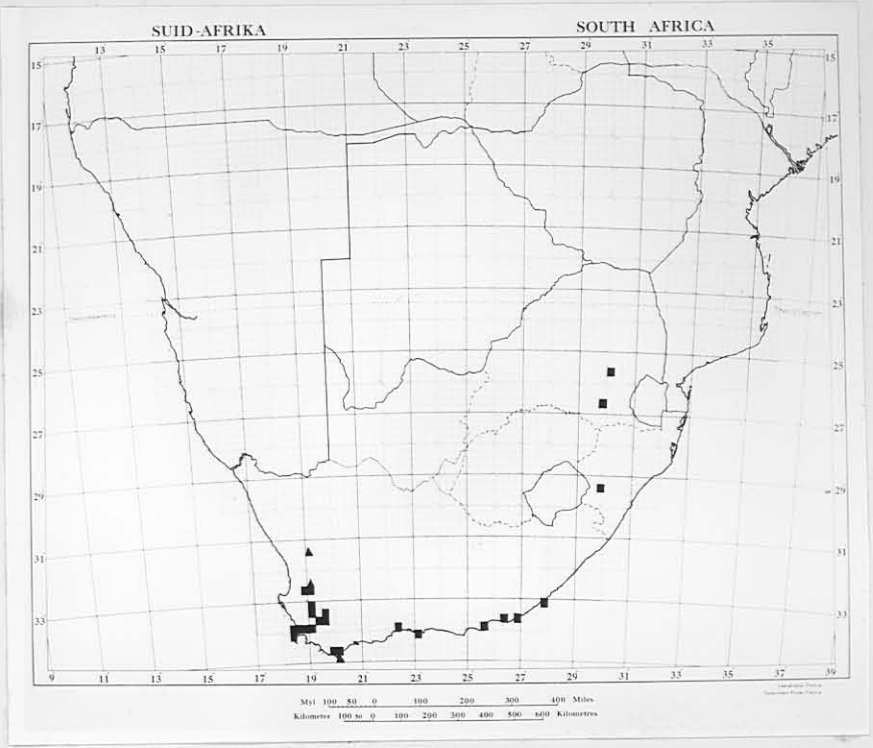 SUID-AFRIKA SOUTH AFRICA
13 15 17 19 21 23 25 27 29 31 33 35
15 15
17 17
19 19
21 21
23 23
25 25
27 27
29 29
31 31
33 33
9 11 13 15 17 19 21 23 25 27 29 31 33 35 37 39
Myl 100 50 0 100 200 300 400 Miles
Kilometer 100 50 0 100 200 300 400 500 600 Kilometres